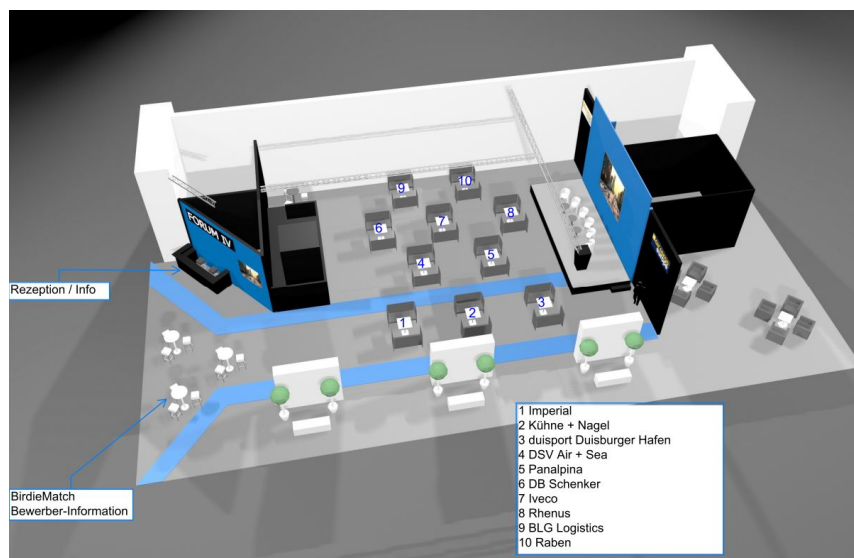 FORUM IV
9
10
6
7
8
4
5
1
2
3
Rezeption / Info
BirdieMatch
Bewerber-Information
1 Imperial
2 Kühne + Nagel
3 duisport Duisburger Hafen
4 DSV Air + Sea
5 Panalpina
6 DB Schenker
7 Iveco
8 Rhenus
9 BLG Logistics
10 Raben